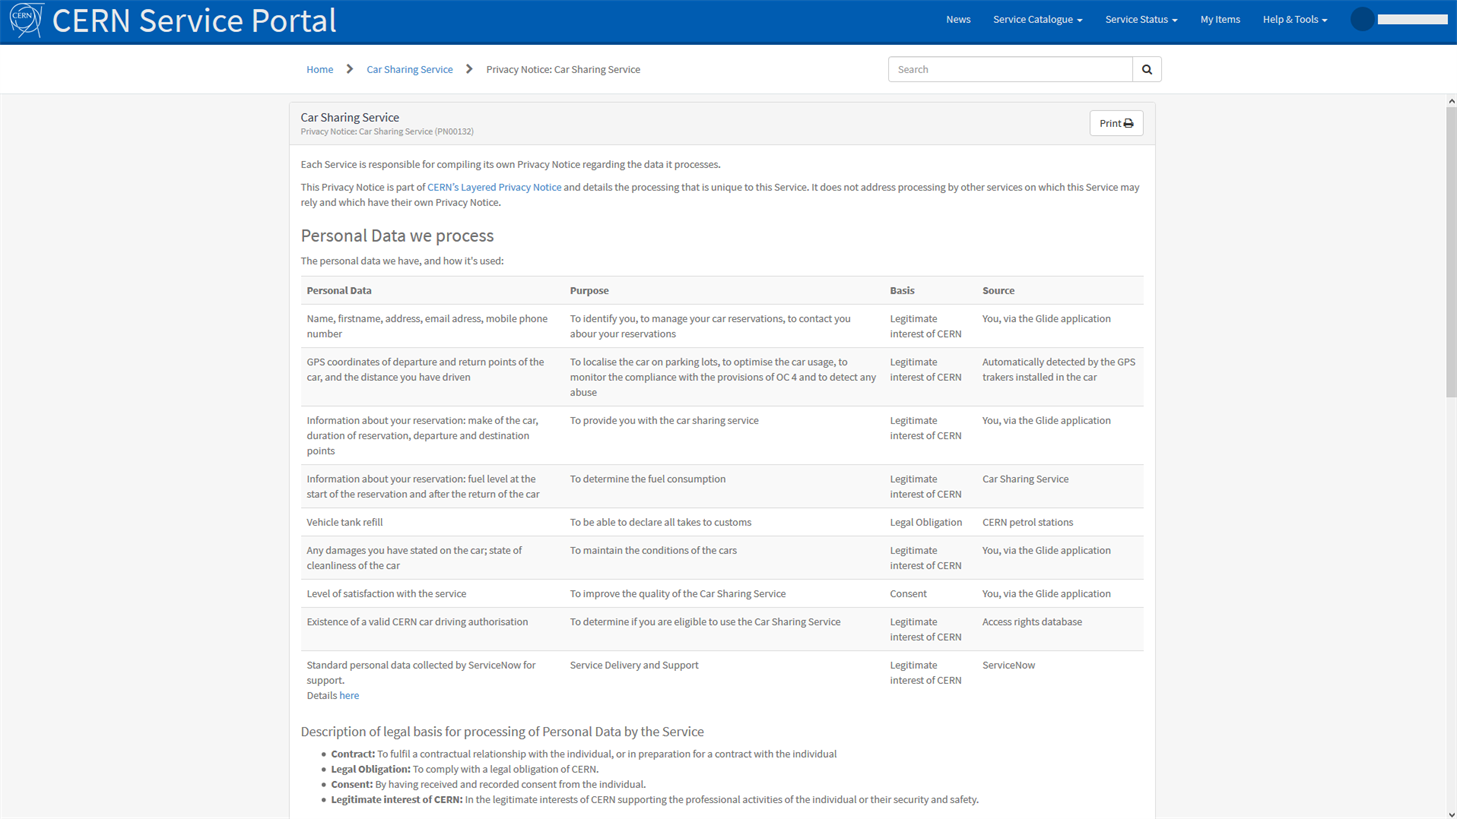 CERN
CERN Service Portal
News Service Catalogue Service Status My Items Help & Tools
Home Car Sharing Service Privacy Notice: Car Sharing Service
Search
Car Sharing Service
Privacy Notice: Car Sharing Service (PN00132)
Print
Each Service is responsible for compiling its own Privacy Notice regarding the data it processes.
This Privacy Notice is part of CERN's Layered Privacy Notice and details the processing that is unique to this Service. It does not address processing by other services on which this Service may
rely and which have their own Privacy Notice.
Personal Data we process
The personal data we have, and how it's used:
Personal Data Purpose Basis Source
Name, firstname, address, email adress, mobile phone To identify you, to manage your car reservations, to contact you Legitimate You, via the Glide application
number abour your reservations interest of CERN
GPS coordinates of departure and return points of the To localise the car on parking lots, to optimise the car usage, to Legitimate Automatically detected by the GPS
car, and the distance you have driven monitor the compliance with the provisions of OC 4 and to detect any interest of CERN trakers installed in the car
abuse
Information about your reservation: make of the car, To provide you with the car sharing service Legitimate You, via the Glide application
duration of reservation, departure and destination interest of CERN
points
Information about your reservation: fuel level at the To determine the fuel consumption Legitimate Car Sharing Service
start of the reservation and after the return of the car interest of CERN
Vehicle tank refill To be able to declare all takes to customs Legal Obligation CERN petrol stations
Any damages you have stated on the car; state of To maintain the conditions of the cars Legitimate You, via the Glide application
cleanliness of the car interest of CERN
Level of satisfaction with the service To improve the quality of the Car Sharing Service Consent You, via the Glide application
Existence of a valid CERN car driving authorisation To determine if you are eligible to use the Car Sharing Service Legitimate Access rights database
interest of CERN
Standard personal data collected by ServiceNow for Service Delivery and Support Legitimate ServiceNow
support. interest of CERN
Details here
Description of legal basis for processing of Personal Data by the Service
• Contract: To fulfil a contractual relationship with the individual, or in preparation for a contract with the individual
• Legal Obligation: To comply with a legal obligation of CERN.
• Consent: By having received and recorded consent from the individual.
• Legitimate interest of CERN: In the legitimate interests of CERN supporting the professional activities of the individual or their security and safety.